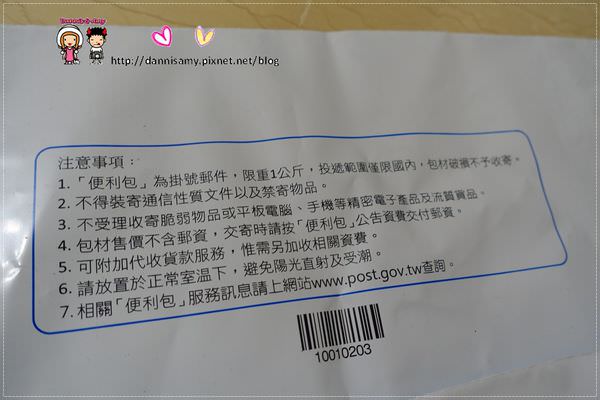 Dannis & Amy
http://dannisamy.pixnet.net/blog
注意事項：
1.「便利包」為掛號郵件，限重1公斤，投遞範圍僅限國內，包材破損不予收寄。
2. 不得裝寄通信性質文件以及禁寄物品。
3. 不受理收寄脆弱物品或平板電腦、手機等精密電子產品及流質貨品。
4. 包材售價不含郵資，交寄時請按「便利包」公告資費交付郵資。
5. 可附加代收貨款服務，惟需另加收相關資費。
6. 請放置於正常室溫下，避免陽光直射及受潮。
7. 相關「便利包」服務訊息請上網站www.post.gov.tw查詢。
10010203